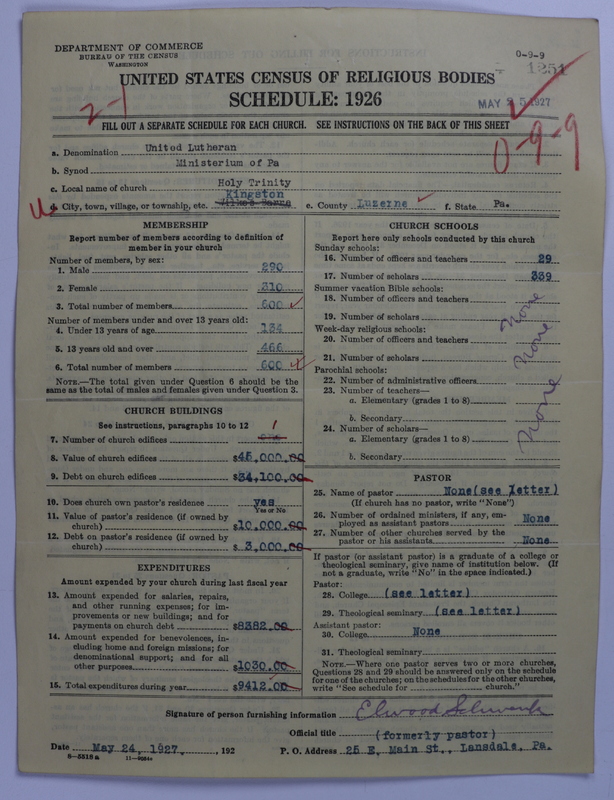 DEPARTMENT OF COMMERCE
BUREAU OF THE CENSUS
WASHINGTON
0-9-9
1251
UNITED STATES CENSUS OF RELIGIOUS BODIES
SCHEDULE: 1926
MAY 25 1927
2-1
FILL OUT A SEPARATE SCHEDULE FOR EACH CHURCH. SEE INSTRUCTIONS ON THE BACK OF THIS SHEET
0-9-9
a. Denomination United Lutheran
b. Synod Ministerium of Pa
c. Local name of church Holy Trinity
Kingston
d. City, town, village, or township, etc. Wilkes Barre e. County Luzerne f. State Pa.
MEMBERSHIP
Report number of members according to definition of
member in your church
Number of members, by sex:
1. Male 290
2. Female 310
3. Total number of members 600
Number of members under and over 13 years old:
4. Under 13 years of age 134
5. 13 years old and over 466
6. Total number of members 600
NOTE.—The total given under Question 6 should be the
same as the total of males and females given under Question 3.
CHURCH BUILDINGS
See instructions, paragraphs 10 to 12
1
7. Number of church edifices
8. Value of church edifices $45,000.00
9. Debt on church edifices $34,100.00
10. Does church own pastor's residence yes
Yes or No
11. Value of pastor's residence (if owned by
church) $10,000.00
12. Debt on pastor's residence (if owned by
church) $ 3,000.00
EXPENDITURES
Amount expended by your church during last fiscal year
13. Amount expended for salaries, repairs,
and other running expenses; for im-
provements or new buildings; and for
payments on church debt $8382.00
14. Amount expended for benevolences, in-
cluding home and foreign missions; for
denominational support; and for all
other purposes $1030.00
15. Total expenditures during year $9412.00
CHURCH SCHOOLS
Report here only schools conducted by this church
Sunday schools:
16. Number of officers and teachers 29
17. Number of scholars 339
Summer vacation Bible schools:
18. Number of officers and teachers
None
19. Number of scholars
Week-day religious schools:
20. Number of officers and teachers
None
21. Number of scholars
Parochial schools:
22. Number of administrative officers
23. Number of teachers—
a. Elementary (grades 1 to 8)
None
b. Secondary
24. Number of scholars—
a. Elementary (grades 1 to 8)
b. Secondary
PASTOR
25. Name of pastor None(see letter)
(If church has no pastor, write "None")
26. Number of ordained ministers, if any, em-
ployed as assistant pastors None
27. Number of other churches served by the
pastor or his assistants None
If pastor (or assistant pastor) is a graduate of a college or
theological seminary, give name of institution below. (If
not a graduate, write "No" in the space indicated.)
Pastor:
28. College (see letter)
29. Theological seminary (see letter)
Assistant pastor:
30. College None
31. Theological seminary
NOTE.—Where one pastor serves two or more churches,
Questions 28 and 29 should be answered only on the schedule
for one of the churches; on the schedules for the other churches,
write "See schedule for church."
Signature of person furnishing information Elwood Schwenk
Official title (formerly pastor)
Date May 24, 1927, , 192
P. O. Address 25 E. Main St., Lansdale, Pa.
8-5518a